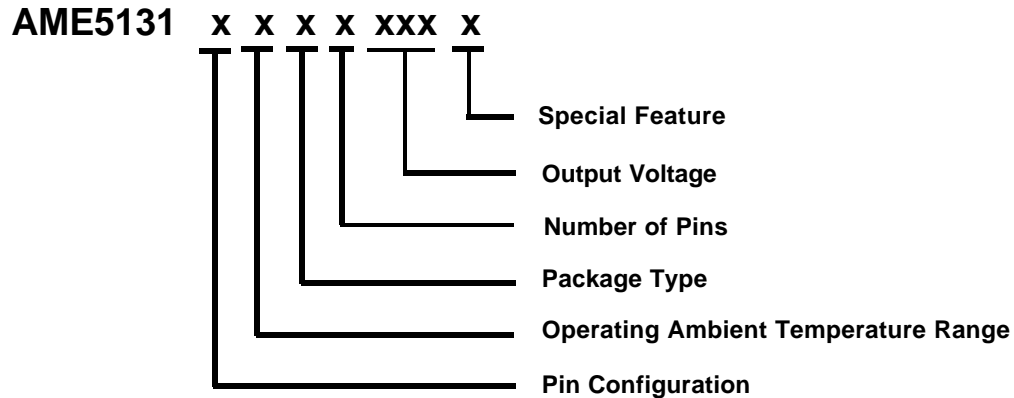 AME5131 x x x x xxx x
Special Feature
Output Voltage
Number of Pins
Package Type
Operating Ambient Temperature Range
Pin Configuration